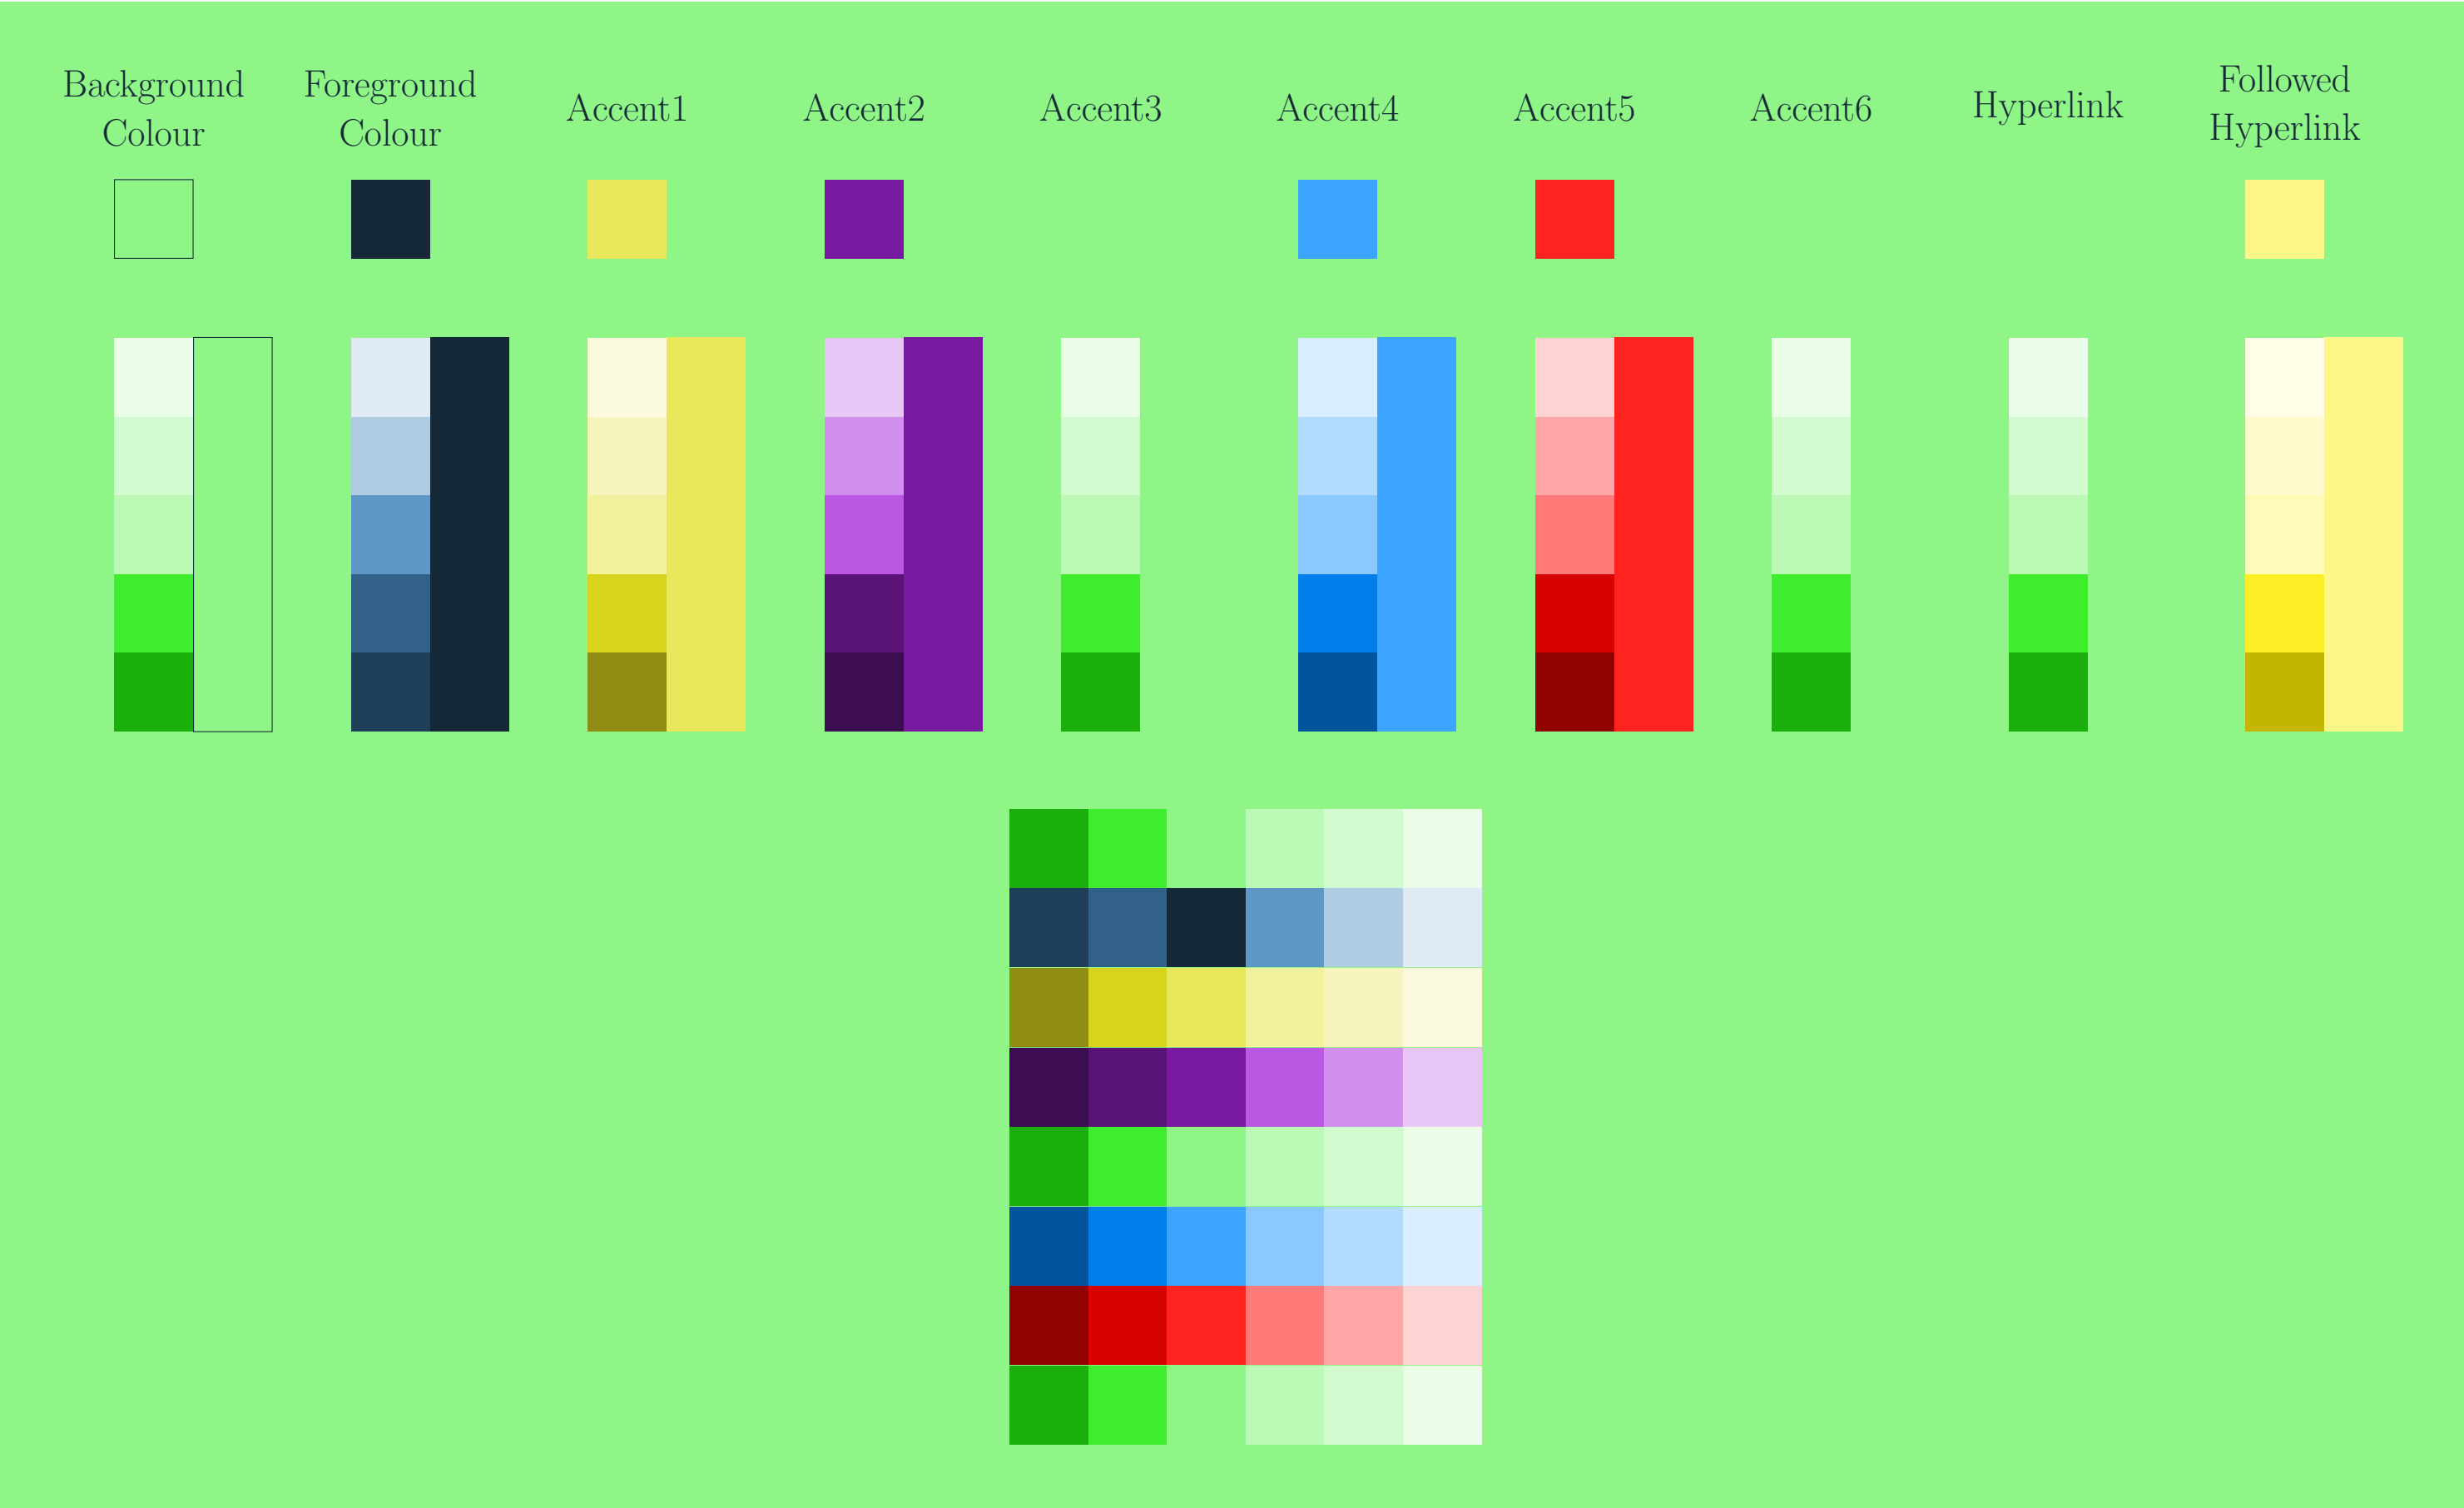 Background
Colour
Foreground
Colour
Accent1
Accent2
Accent3
Accent4
Accent5
Accent6
Hyperlink
Followed
Hyperlink